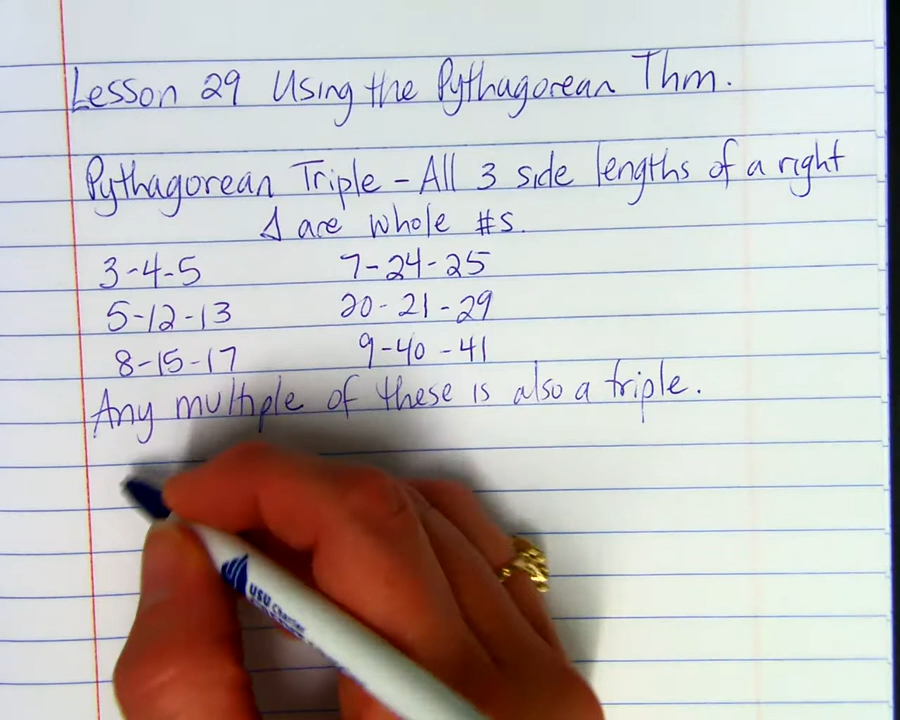 Lesson 29 Using the Pythagorean Thm.
Pythagorean Triple - All 3 side lengths of a right
Δ are whole #s.
3-4-5 7-24-25
5-12-13 20-21-29
8-15-17 9-40-41
Any multiple of these is also a triple.
USU Charter